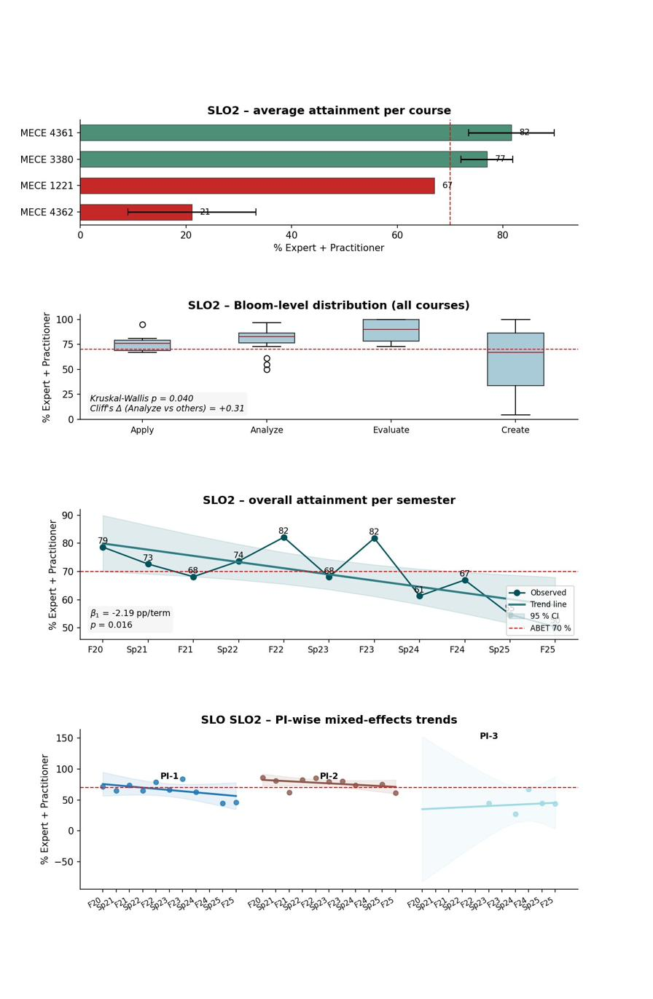 SLO2 – average attainment per course
MECE 4361
82
MECE 3380
77
MECE 1221
67
MECE 4362
21
0 20 40 60 80
% Expert + Practitioner
SLO2 – Bloom-level distribution (all courses)
% Expert + Practitioner
100
75
50
25
0
Kruskal-Wallis p = 0.040
Cliff's Δ (Analyze vs others) = +0.31
Apply Analyze Evaluate Create
SLO2 – overall attainment per semester
% Expert + Practitioner
90
80
70
60
50
79 73 68 74 82 68 82 61 67 55 50
β1 = -2.19 pp/term
p = 0.016
Observed
Trend line
95 % CI
ABET 70 %
F20 Sp21 F21 Sp22 F22 Sp23 F23 Sp24 F24 Sp25 F25
SLO SLO2 – PI-wise mixed-effects trends
% Expert + Practitioner
150
100
50
0
−50
PI-1 PI-2 PI-3
F20 Sp21 F21 Sp22 F22 Sp23 F23 Sp24 F24 Sp25 F25 F20 Sp21 F21 Sp22 F22 Sp23 F23 Sp24 F24 Sp25 F25 F20 Sp21 F21 Sp22 F22 Sp23 F23 Sp24 F24 Sp25 F25